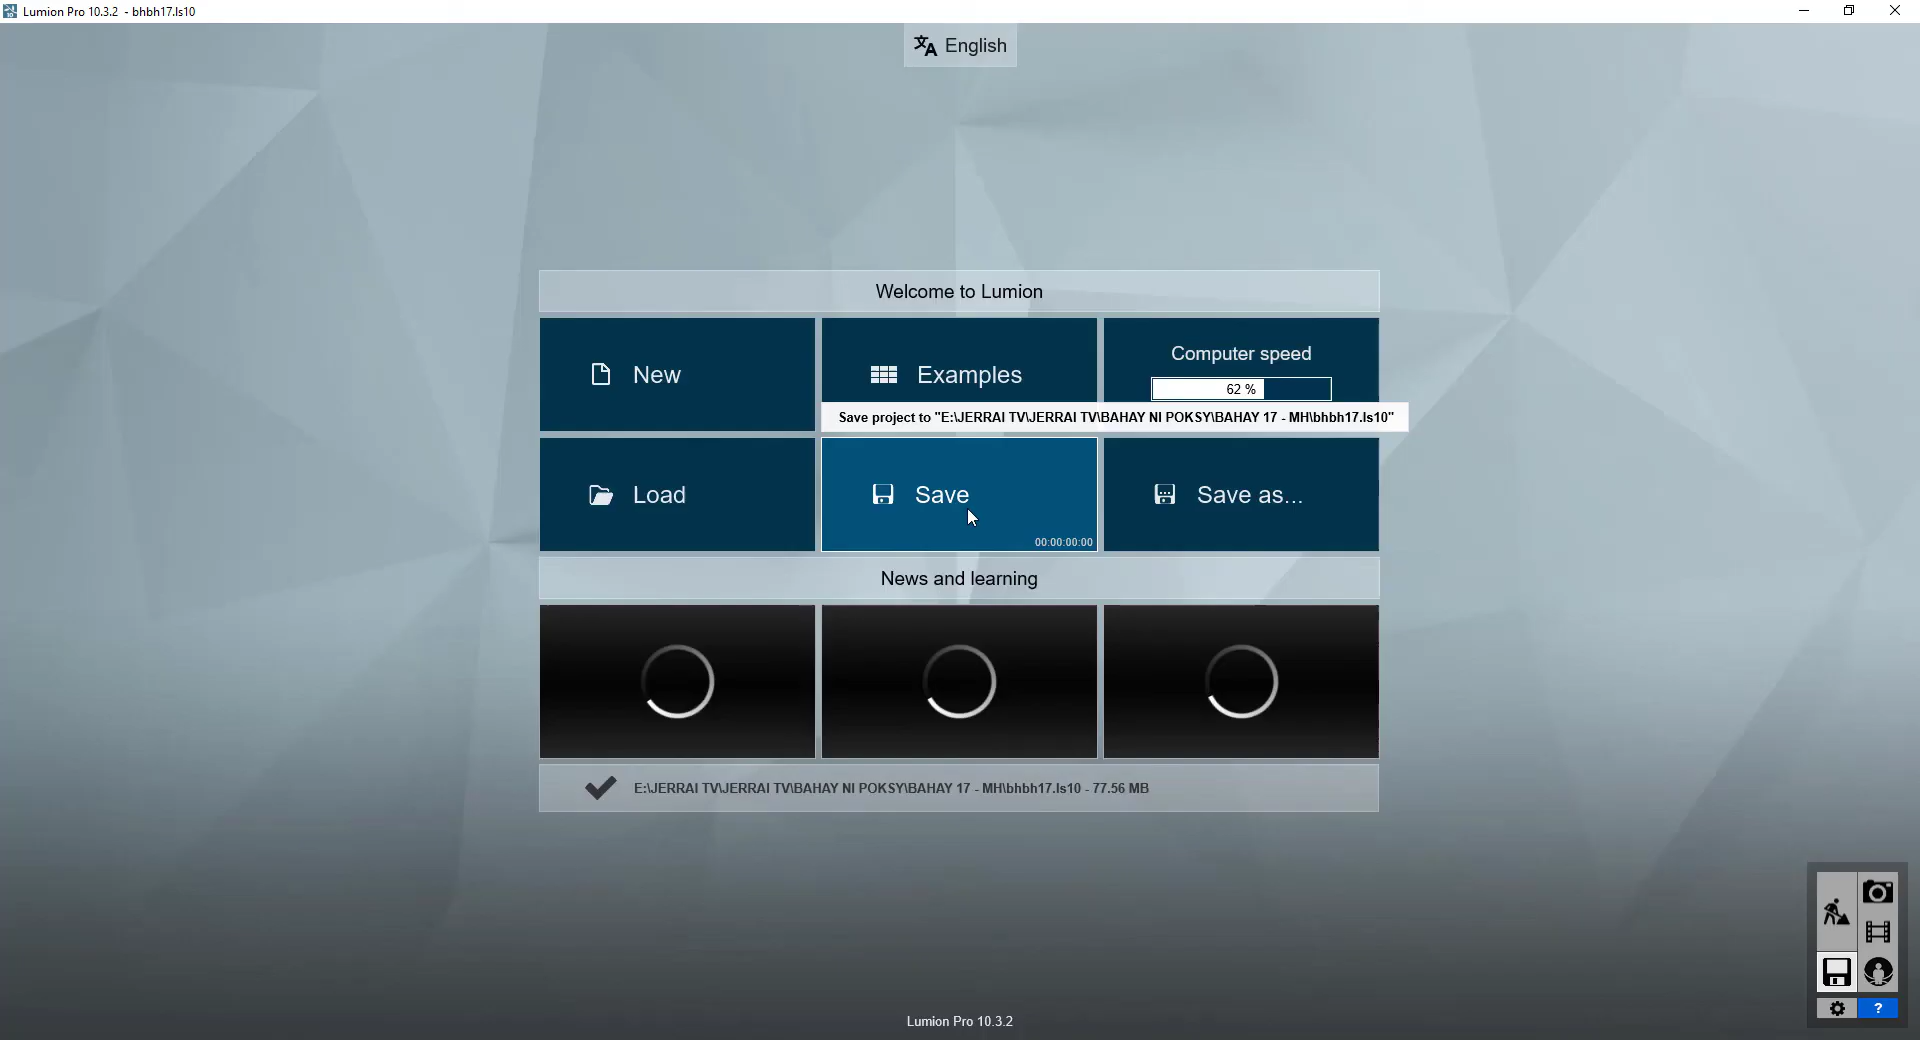 Lumion Pro 10.3.2 - bhbh17.ls10
English
Welcome to Lumion
New
Examples
Computer speed
62 %
Save project to "E:\JERRAI TV\JERRAI TV\BAHAY NI POKSY\BAHAY 17 - MH\bhbh17.ls10"
Load
Save
00:00:00:00
Save as...
News and learning
E:\JERRAI TV\JERRAI TV\BAHAY NI POKSY\BAHAY 17 - MH\bhbh17.ls10 - 77.56 MB
?
Lumion Pro 10.3.2